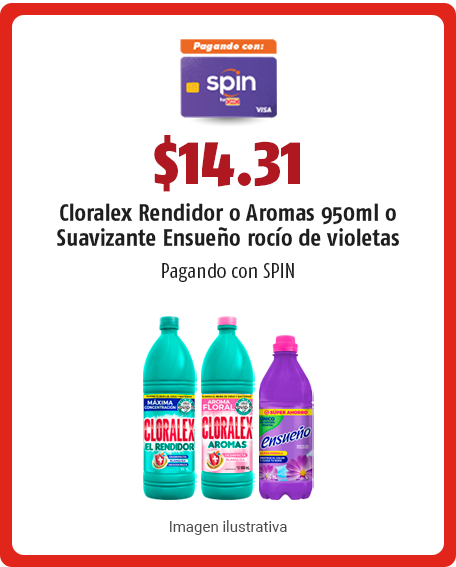 Pagando con:
spin
VISA
$14.31
Cloralex Rendidor o Aromas 950ml o
Suavizante Ensueño rocío de violetas
Pagando con SPIN
MÁXIMA
CONCENTRACIÓN
CLORALEX
EL RENDIDOR
AROMA
FLORAL
CLORALEX
AROMAS
SÚPER AHORRO
ensueño
Imagen ilustrativa